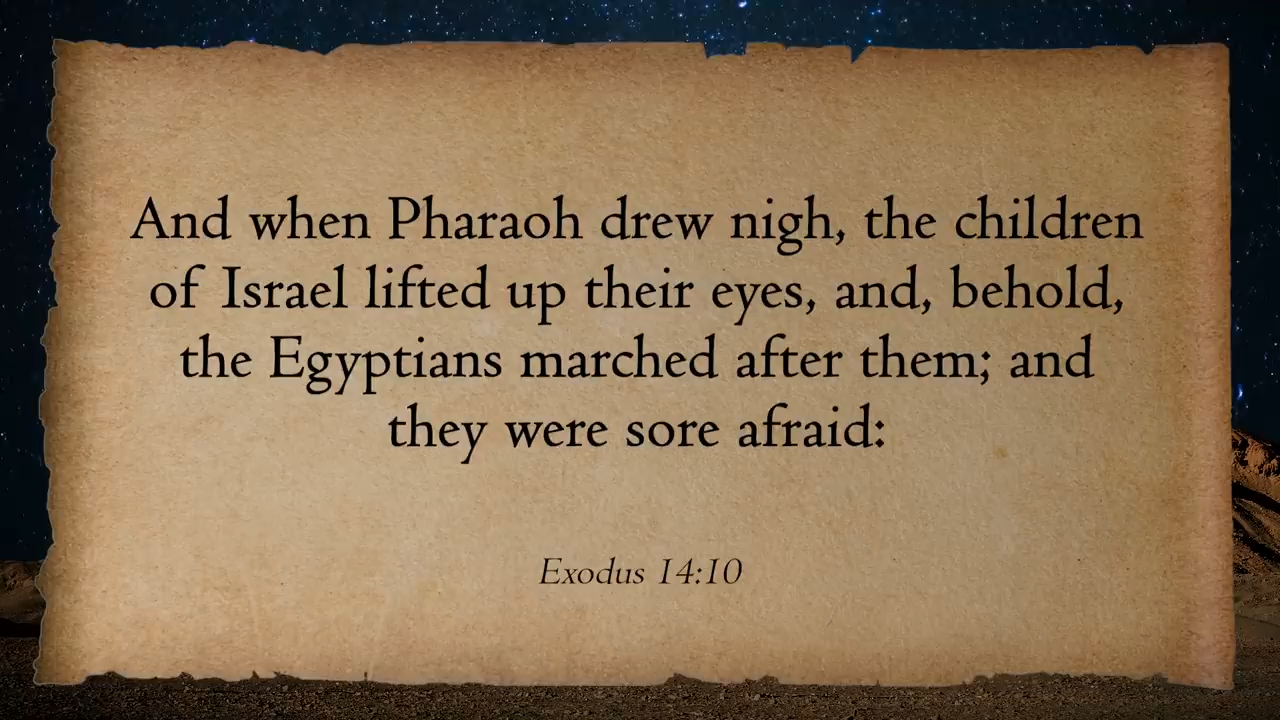 And when Pharaoh drew nigh, the children
of Israel lifted up their eyes, and, behold,
the Egyptians marched after them; and
they were sore afraid:
Exodus 14:10